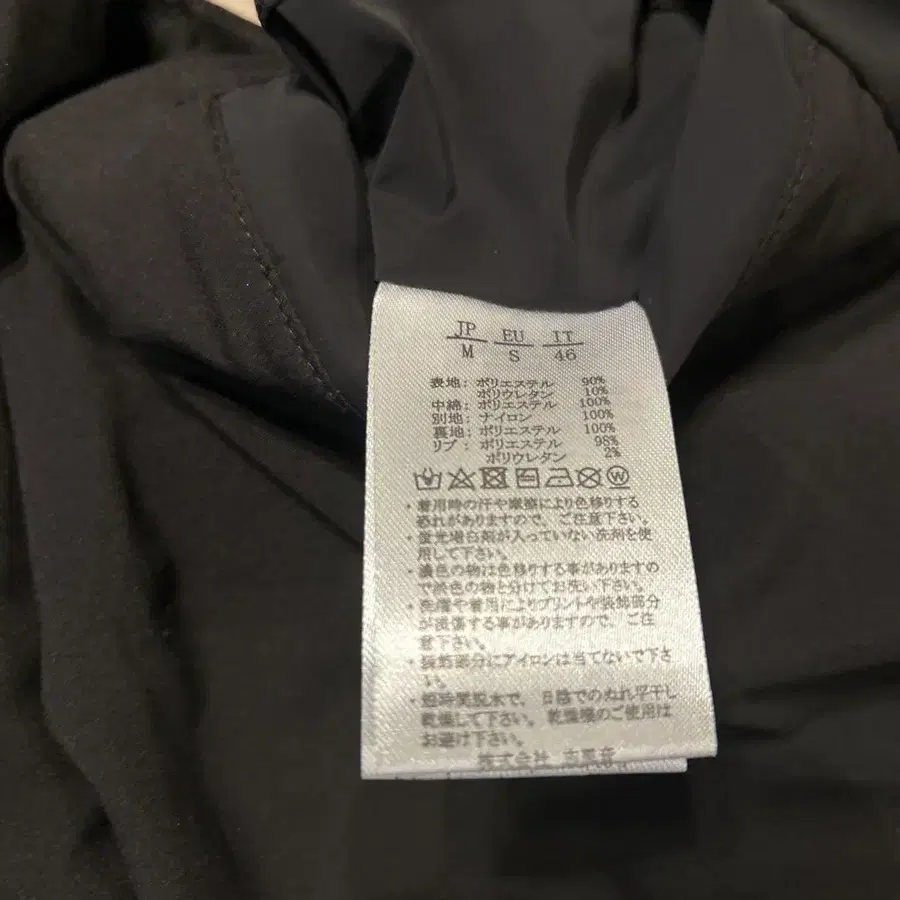 JP EU IT
M S 46
表地: ポリエステル 90%
ポリウレタン 10%
中綿: ポリエステル 100%
別地: ナイロン 100%
裏地: ポリエステル 100%
リブ: ポリエステル 98%
ポリウレタン 2%
・着用時の汗や摩擦により色移りする
恐れがありますので、ご注意下さい。
・蛍光増白剤が入っていない洗剤を使
用して下さい。
・濃色の物は色移りする事がありますの
で淡色の物と分けてお洗い下さい。
・洗濯や着用によりプリントや装飾部分
が損傷する事がありますので、ご注
意下さい。
・装飾部分にアイロンは当てないで下さ
い。
・短時間脱水で、日陰でのぬれ平干し
乾燥して下さい。乾燥機のご使用は
お避け下さい。
株式会社